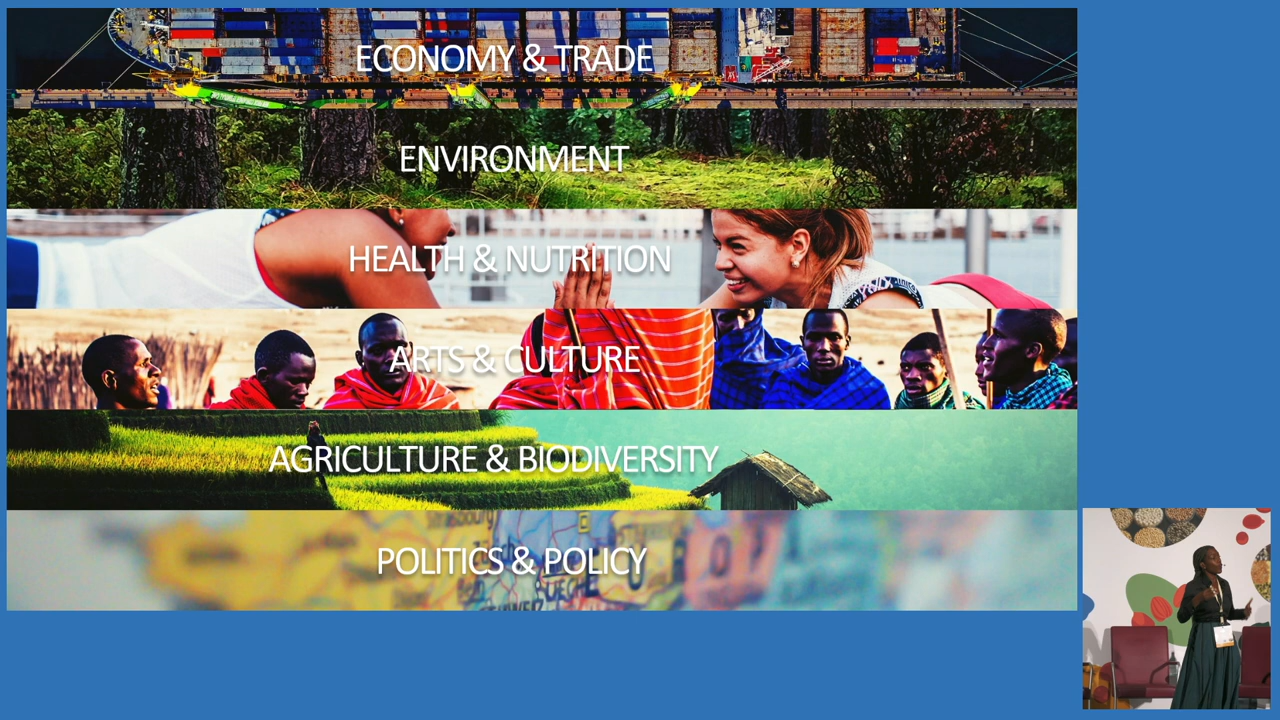 ECONOMY & TRADE
ENVIRONMENT
HEALTH & NUTRITION
ARTS & CULTURE
AGRICULTURE & BIODIVERSITY
POLITICS & POLICY